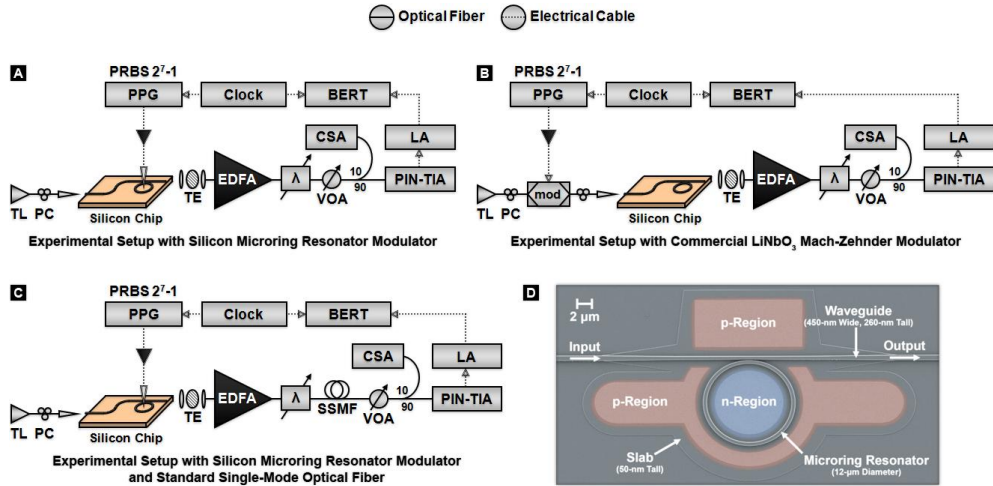 Optical Fiber
Electrical Cable
A
PRBS 2⁷-1
PPG
Clock
BERT
CSA
LA
TL
PC
Silicon Chip
TE
EDFA
λ
VOA
10
90
PIN-TIA
Experimental Setup with Silicon Microring Resonator Modulator
B
PRBS 2⁷-1
PPG
Clock
BERT
CSA
LA
TL
PC
mod
Silicon Chip
TE
EDFA
λ
VOA
10
90
PIN-TIA
Experimental Setup with Commercial LiNbO₃ Mach-Zehnder Modulator
C
PRBS 2⁷-1
PPG
Clock
BERT
CSA
LA
TL
PC
Silicon Chip
TE
EDFA
λ
SSMF
VOA
10
90
PIN-TIA
Experimental Setup with Silicon Microring Resonator Modulator
and Standard Single-Mode Optical Fiber
D
2 μm
p-Region
Waveguide
(450-nm Wide, 260-nm Tall)
Input
Output
p-Region
n-Region
p-Region
Slab
(50-nm Tall)
Microring Resonator
(12-μm Diameter)